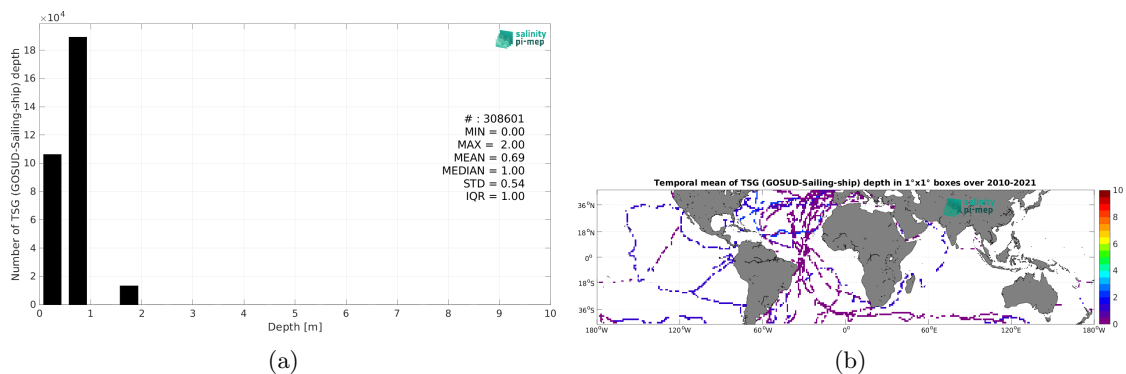 ×10⁴
Number of TSG (GOSUD-Sailing-ship) depth
18
16
14
12
10
8
6
4
2
0
salinity
pi-mep
# : 308601
MIN = 0.00
MAX = 2.00
MEAN = 0.69
MEDIAN = 1.00
STD = 0.54
IQR = 1.00
0 1 2 3 4 5 6 7 8 9 10
Depth [m]
(a)
Temporal mean of TSG (GOSUD-Sailing-ship) depth in 1°x1° boxes over 2010-2021
salinity
pi-mep
36°N
18°N
0°
18°S
36°S
180°W 120°W 60°W 0° 60°E 120°E 180°W
10
8
6
4
2
0
(b)